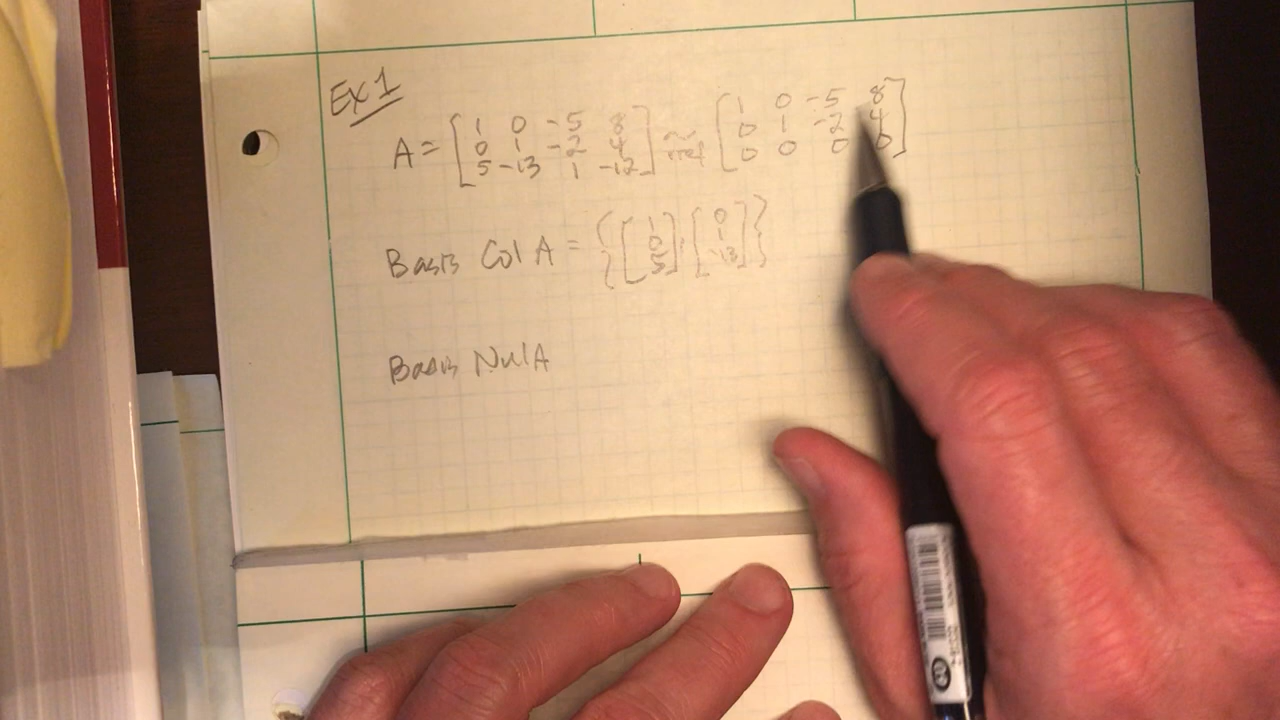 Ex 1
A = [1 0 -5 8; 0 1 -2 4; 5 -13 1 -12] ~ rref [1 0 -5 8; 0 1 -2 4; 0 0 0 0]
Basis Col A = {[1 0 5], [0 1 -13]}
Basis Nul A